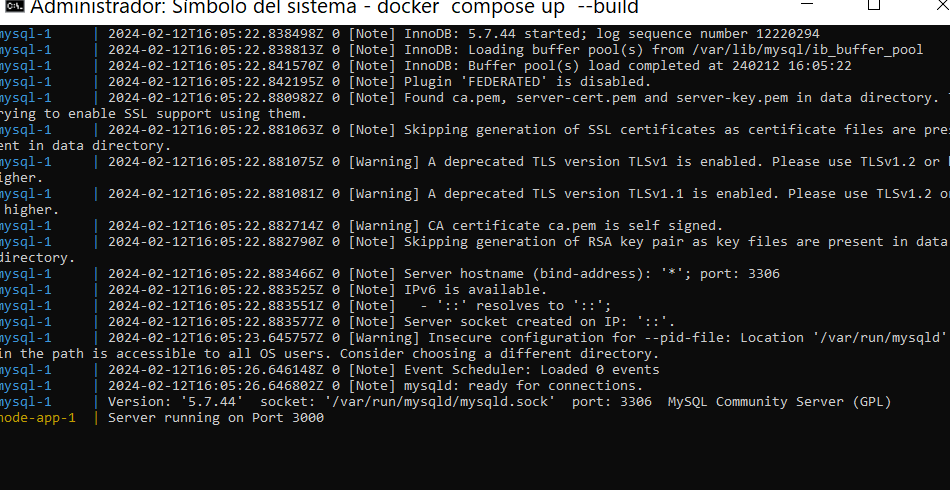 Administrador: Símbolo del sistema - docker  compose up  --build
mysql-1     | 2024-02-12T16:05:22.838498Z 0 [Note] InnoDB: 5.7.44 started; log sequence number 12220294
mysql-1     | 2024-02-12T16:05:22.838813Z 0 [Note] InnoDB: Loading buffer pool(s) from /var/lib/mysql/ib_buffer_pool
mysql-1     | 2024-02-12T16:05:22.841570Z 0 [Note] InnoDB: Buffer pool(s) load completed at 240212 16:05:22
mysql-1     | 2024-02-12T16:05:22.842195Z 0 [Note] Plugin 'FEDERATED' is disabled.
mysql-1     | 2024-02-12T16:05:22.880982Z 0 [Note] Found ca.pem, server-cert.pem and server-key.pem in data directory. T
rying to enable SSL support using them.
mysql-1     | 2024-02-12T16:05:22.881063Z 0 [Note] Skipping generation of SSL certificates as certificate files are pres
ent in data directory.
mysql-1     | 2024-02-12T16:05:22.881075Z 0 [Warning] A deprecated TLS version TLSv1 is enabled. Please use TLSv1.2 or h
igher.
mysql-1     | 2024-02-12T16:05:22.881081Z 0 [Warning] A deprecated TLS version TLSv1.1 is enabled. Please use TLSv1.2 or
 higher.
mysql-1     | 2024-02-12T16:05:22.882714Z 0 [Warning] CA certificate ca.pem is self signed.
mysql-1     | 2024-02-12T16:05:22.882790Z 0 [Note] Skipping generation of RSA key pair as key files are present in data
directory.
mysql-1     | 2024-02-12T16:05:22.883466Z 0 [Note] Server hostname (bind-address): '*'; port: 3306
mysql-1     | 2024-02-12T16:05:22.883525Z 0 [Note] IPv6 is available.
mysql-1     | 2024-02-12T16:05:22.883551Z 0 [Note]   - '::' resolves to '::';
mysql-1     | 2024-02-12T16:05:22.883577Z 0 [Note] Server socket created on IP: '::'.
mysql-1     | 2024-02-12T16:05:23.645757Z 0 [Warning] Insecure configuration for --pid-file: Location '/var/run/mysqld'
in the path is accessible to all OS users. Consider choosing a different directory.
mysql-1     | 2024-02-12T16:05:26.646148Z 0 [Note] Event Scheduler: Loaded 0 events
mysql-1     | 2024-02-12T16:05:26.646802Z 0 [Note] mysqld: ready for connections.
mysql-1     | Version: '5.7.44'  socket: '/var/run/mysqld/mysqld.sock'  port: 3306  MySQL Community Server (GPL)
node-app-1  | Server running on Port 3000